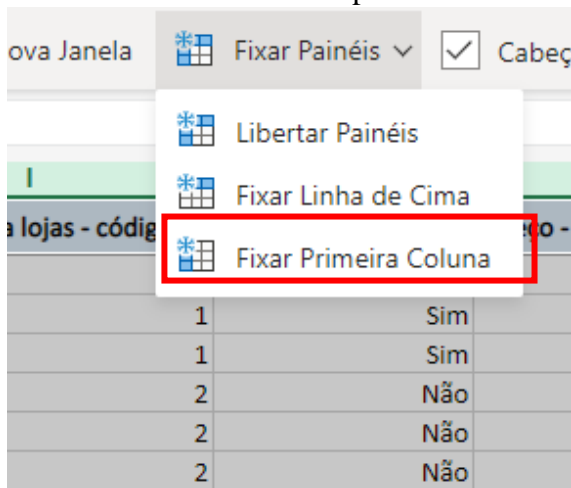 ova Janela Fixar Painéis Cabeç
Libertar Painéis
I
Fixar Linha de Cima
a lojas - códig eço -
Fixar Primeira Coluna
1 Sim
1 Sim
2 Não
2 Não
2 Não